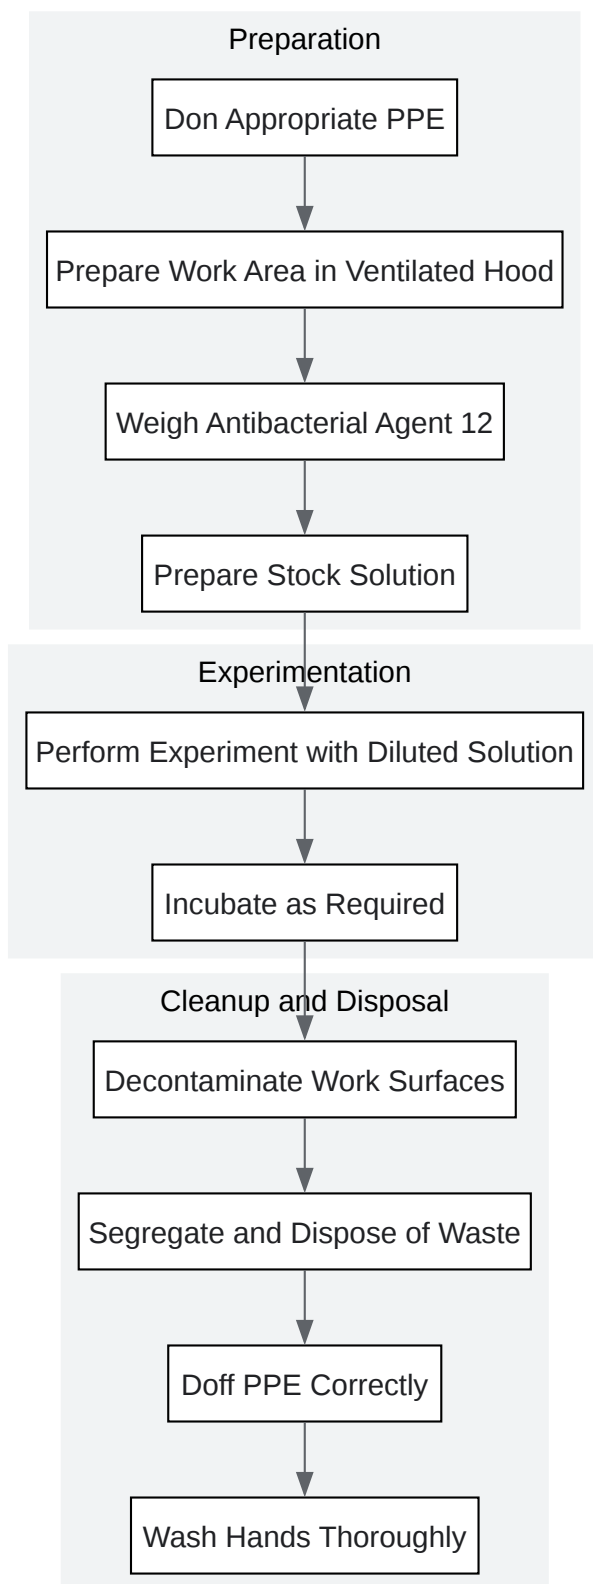 Preparation
Don Appropriate PPE
Prepare Work Area in Ventilated Hood
Weigh Antibacterial Agent 12
Prepare Stock Solution
Experimentation
Perform Experiment with Diluted Solution
Incubate as Required
Cleanup and Disposal
Decontaminate Work Surfaces
Segregate and Dispose of Waste
Doff PPE Correctly
Wash Hands Thoroughly